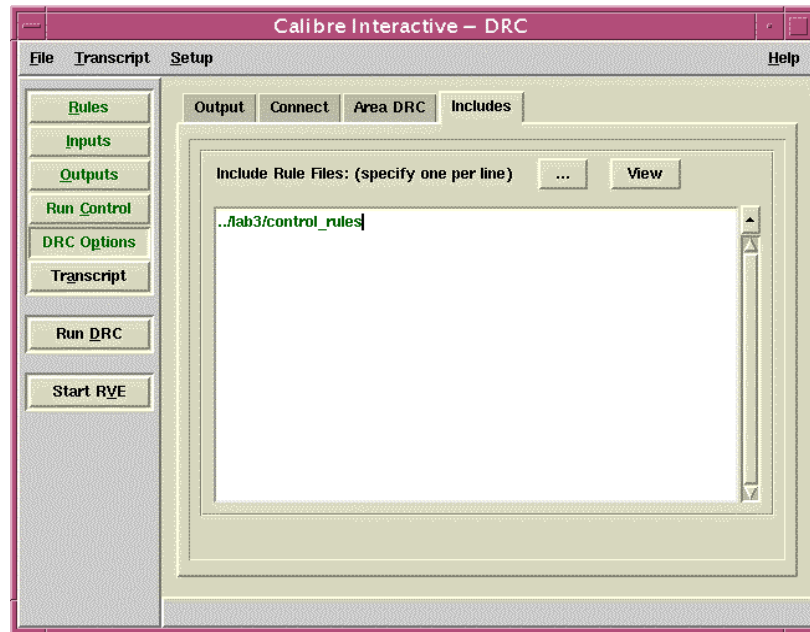 Calibre Interactive – DRC
File Transcript Setup Help
Rules
Inputs
Outputs
Run Control
DRC Options
Transcript
Run DRC
Start RVE
Output Connect Area DRC Includes
Include Rule Files: (specify one per line) ... View
../lab3/control_rules